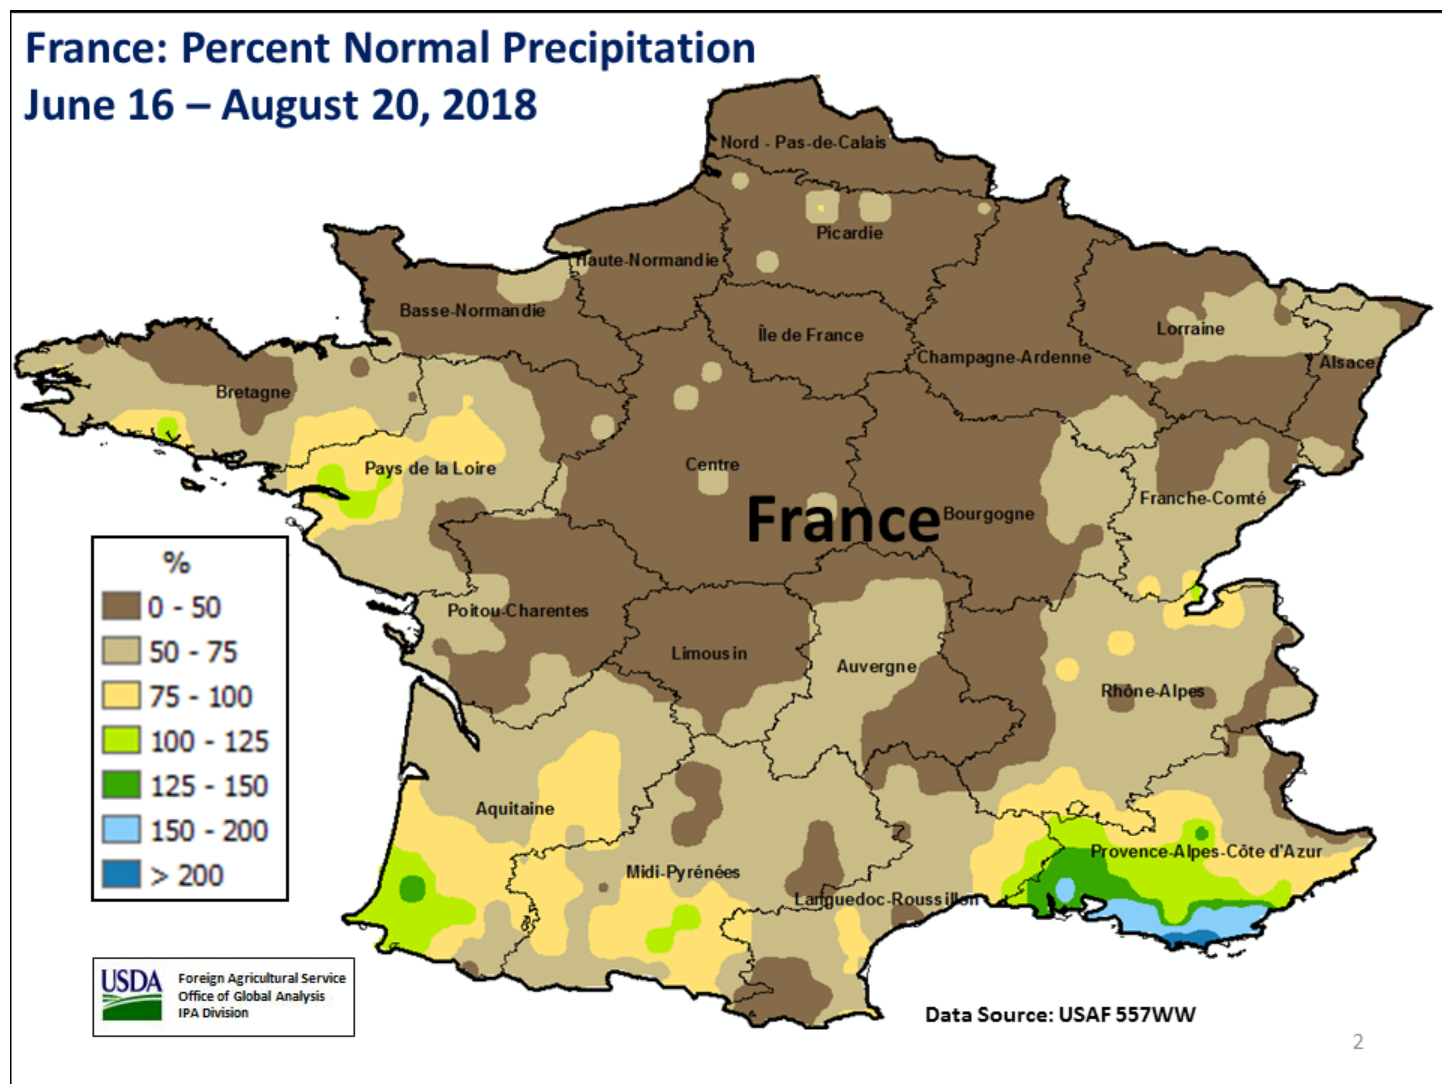 France: Percent Normal Precipitation
June 16 – August 20, 2018
Nord - Pas-de-Calais
Picardie
Haute-Normandie
Basse-Normandie
Île de France
Lorraine
Champagne-Ardenne
Alsace
Bretagne
Pays de la Loire
Centre
Franche-Comté
France
Bourgogne
%
0 - 50
50 - 75
75 - 100
100 - 125
125 - 150
150 - 200
> 200
Poitou-Charentes
Limousin
Auvergne
Rhône-Alpes
Aquitaine
Provence-Alpes-Côte d'Azur
Midi-Pyrénées
Languedoc-Roussillon
USDA
Foreign Agricultural Service
Office of Global Analysis
IPA Division
Data Source: USAF 557WW
2